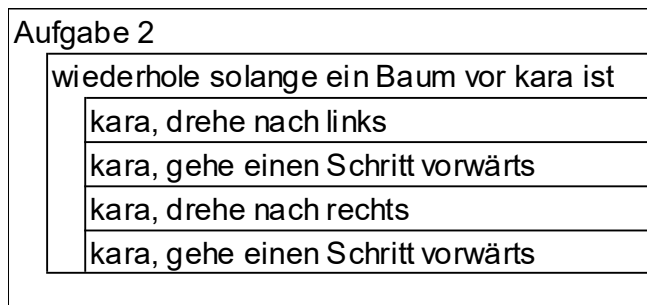 Aufgabe 2
wiederhole solange ein Baum vor kara ist
kara, drehe nach links
kara, gehe einen Schritt vorwärts
kara, drehe nach rechts
kara, gehe einen Schritt vorwärts